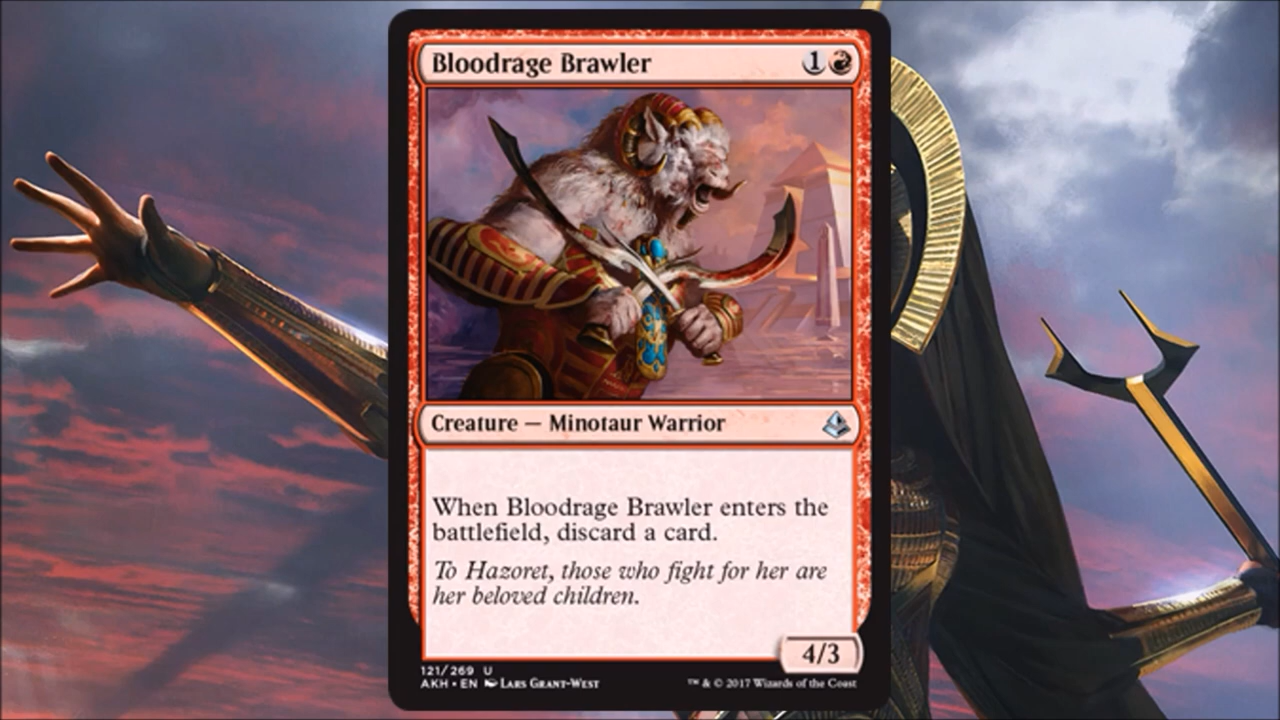 Bloodrage Brawler 1
Creature — Minotaur Warrior
When Bloodrage Brawler enters the
battlefield, discard a card.
To Hazoret, those who fight for her are
her beloved children.
4/3
121/269 U
AKH • EN Lars Grant-West
™ & © 2017 Wizards of the Coast